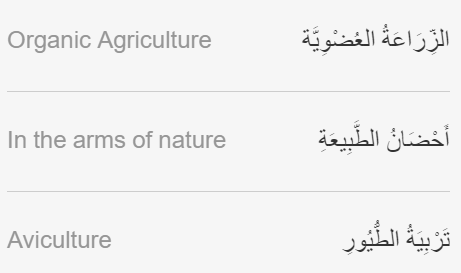 Organic Agriculture الزِّرَاعَةُ العُضْوِيَّة
In the arms of nature أَحْضَانُ الطَّبِيعَةِ
Aviculture تَرْبِيَةُ الطُّيُورِ